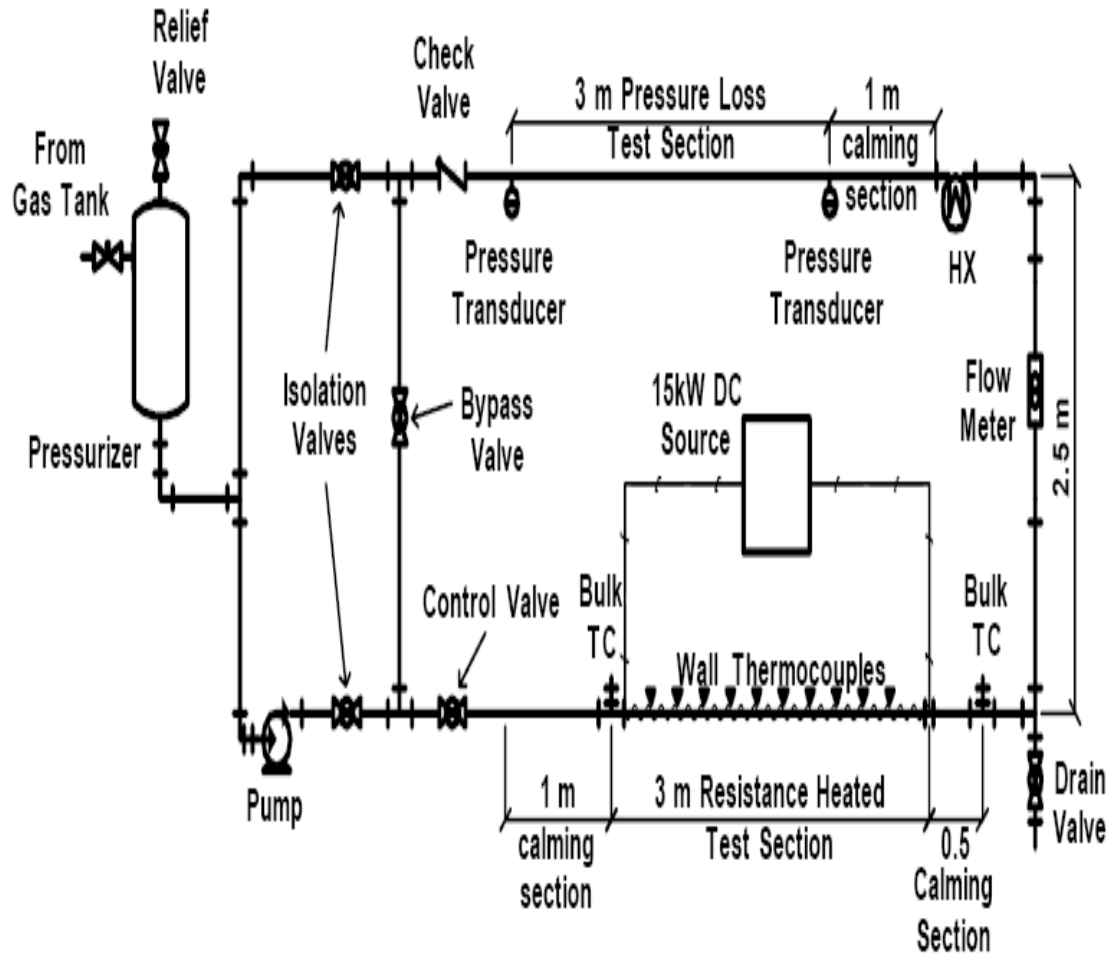 Relief
Valve
From
Gas Tank
Check
Valve
3 m Pressure Loss
Test Section
1 m
calming
section
Pressure
Transducer
Pressure
Transducer
HX
Isolation
Valves
Bypass
Valve
15kW DC
Source
Flow
Meter
2.5 m
Pressurizer
Control Valve
Bulk
TC
Wall Thermocouples
Bulk
TC
Pump
1 m
calming
section
3 m Resistance Heated
Test Section
0.5
Calming
Section
Drain
Valve